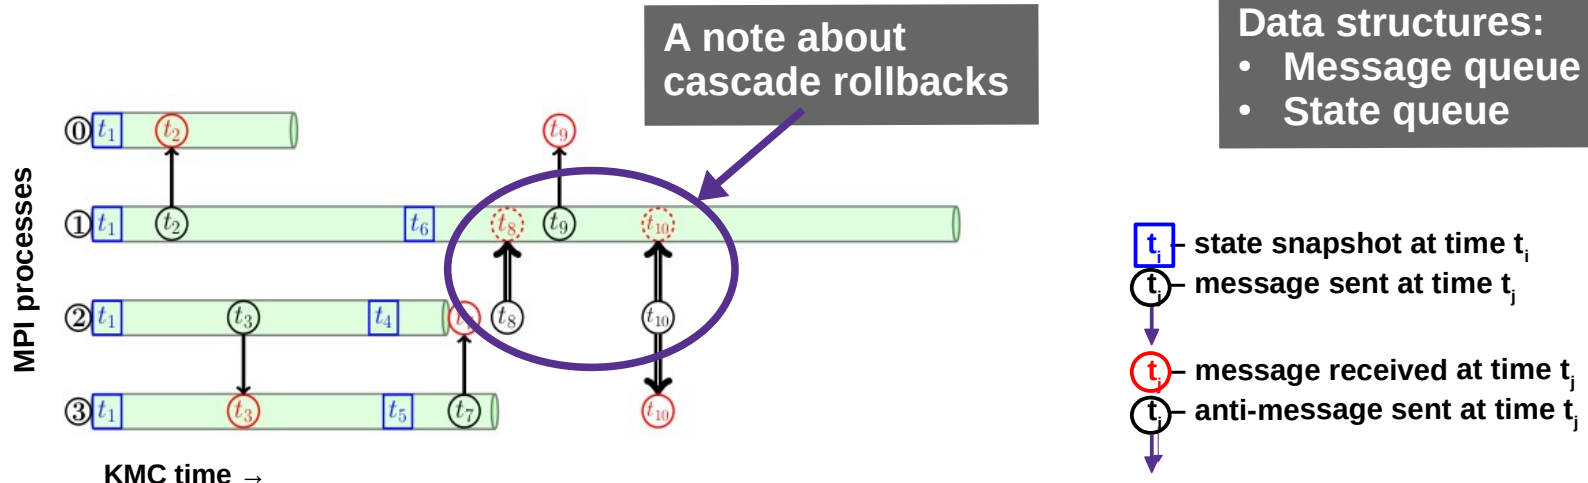 A note about
cascade rollbacks
Data structures:
• Message queue
• State queue
MPI processes
0 t1 t2 t9
1 t1 t2 t6 t8 t9 t10
2 t1 t3 t4 t7 t8 t10
3 t1 t3 t5 t7 t10
KMC time →
ti – state snapshot at time ti
tj – message sent at time tj
tj – message received at time tj
tj – anti-message sent at time tj